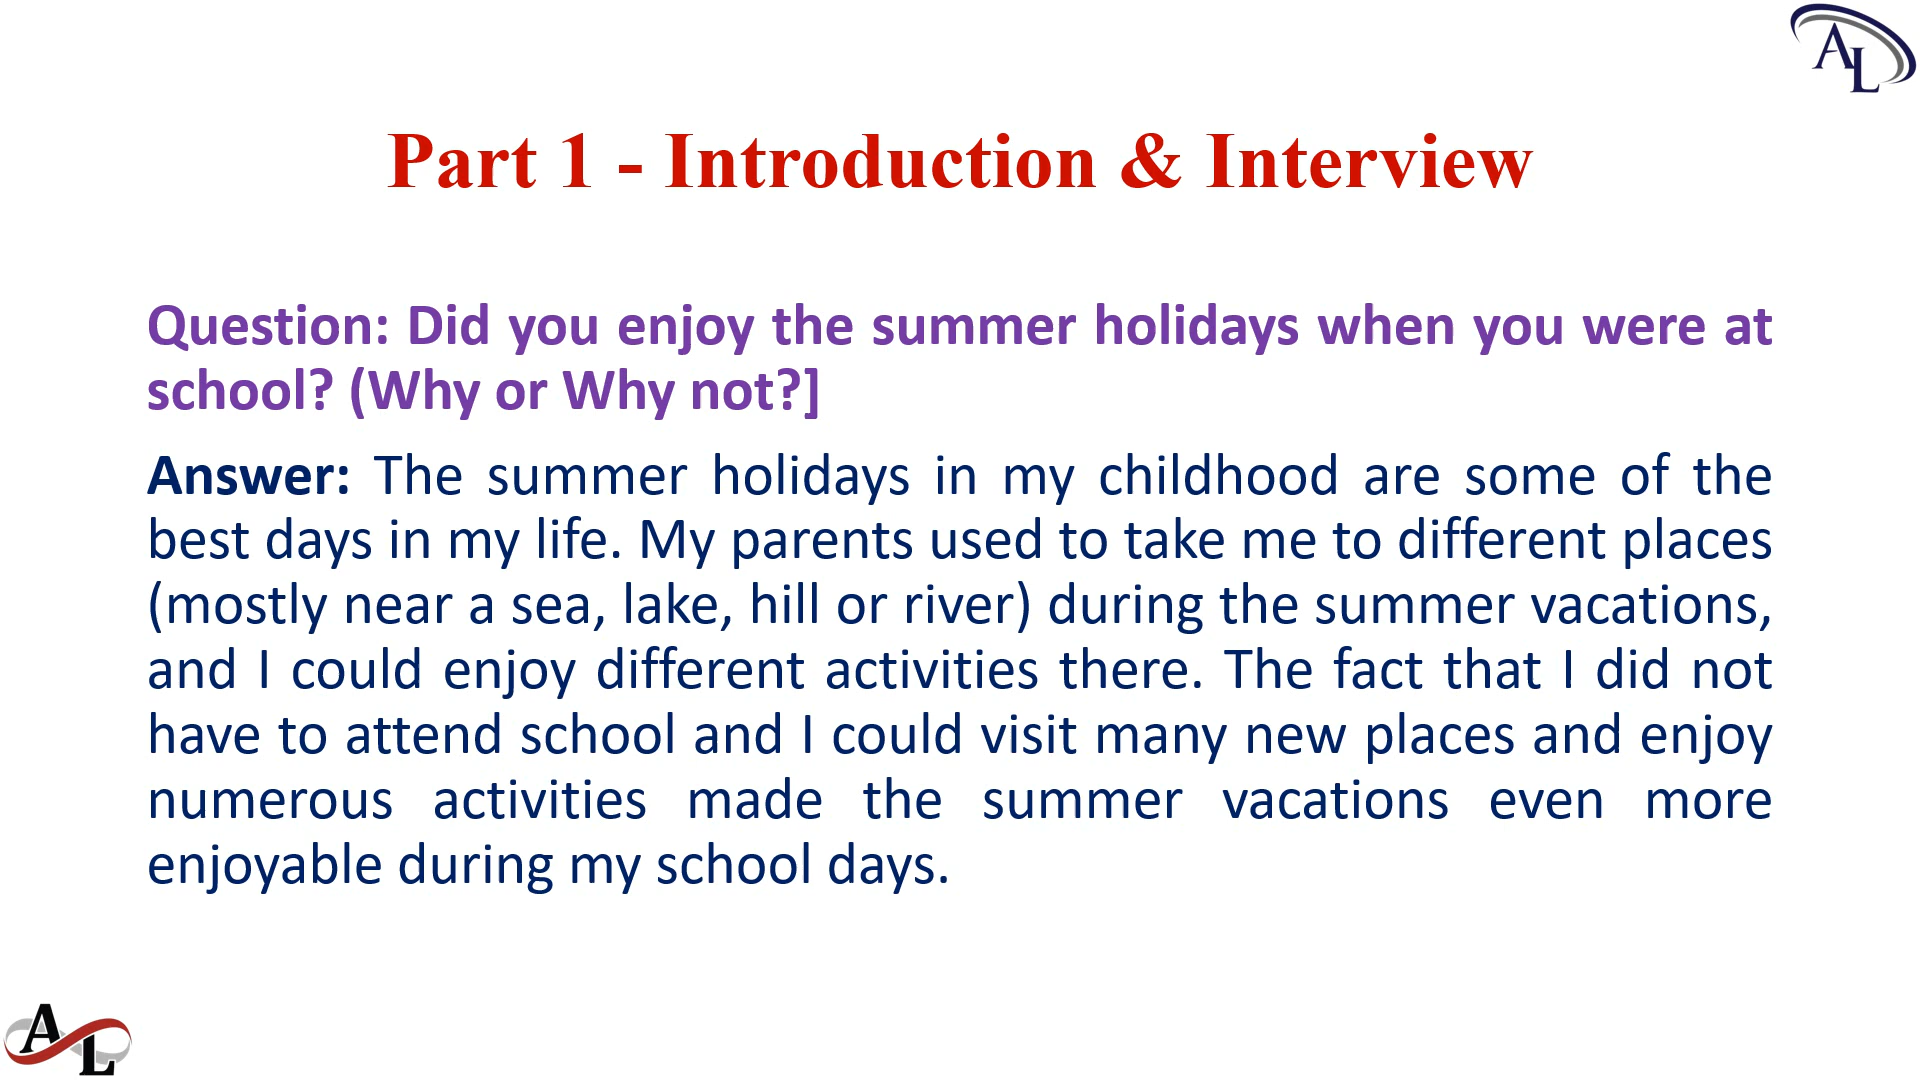 AL
Part 1 - Introduction & Interview
Question: Did you enjoy the summer holidays when you were at
school? (Why or Why not?]
Answer: The summer holidays in my childhood are some of the
best days in my life. My parents used to take me to different places
(mostly near a sea, lake, hill or river) during the summer vacations,
and I could enjoy different activities there. The fact that I did not
have to attend school and I could visit many new places and enjoy
numerous activities made the summer vacations even more
enjoyable during my school days.
AL